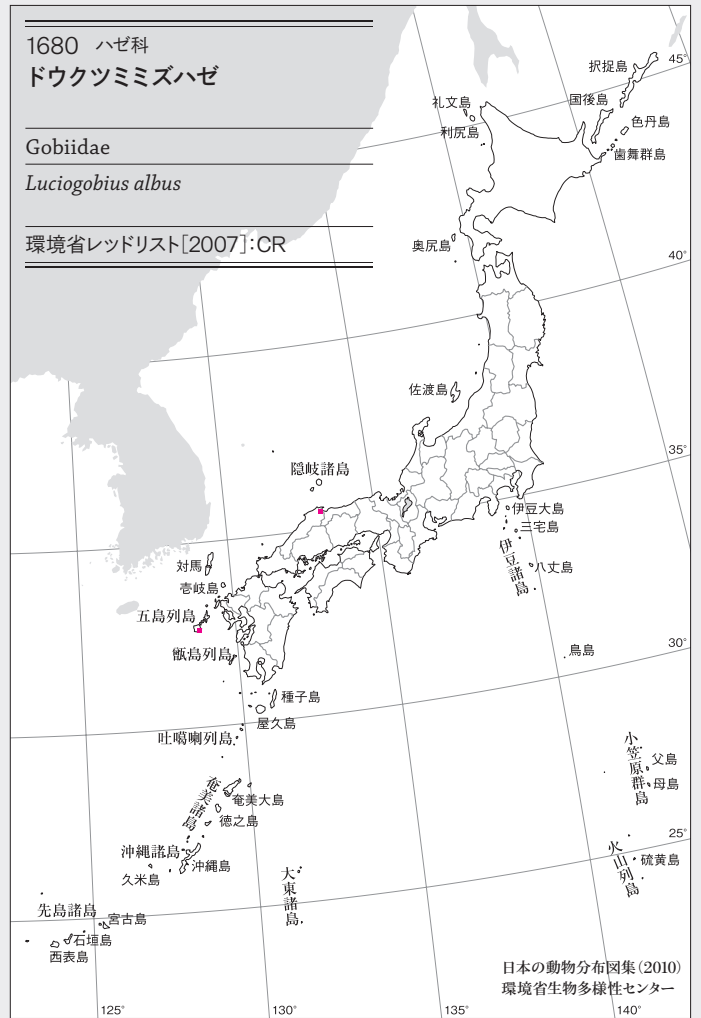 1680 ハゼ科
ドウクツミミズハゼ
Gobiidae
Luciogobius albus
環境省レッドリスト[2007]:CR
択捉島
45°
礼文島
国後島
利尻島
色丹島
歯舞群島
奥尻島
40°
佐渡島
35°
隠岐諸島
伊豆大島
三宅島
伊豆諸島
八丈島
対馬
壱岐島
五島列島
甑島列島
鳥島
30°
種子島
屋久島
吐噶喇列島
小笠原群島
父島
母島
奄美諸島
奄美大島
徳之島
25°
沖縄諸島
沖縄島
久米島
火山列島
硫黄島
大東諸島
先島諸島
宮古島
石垣島
西表島
日本の動物分布図集(2010)
環境省生物多様性センター
125°
130°
135°
140°